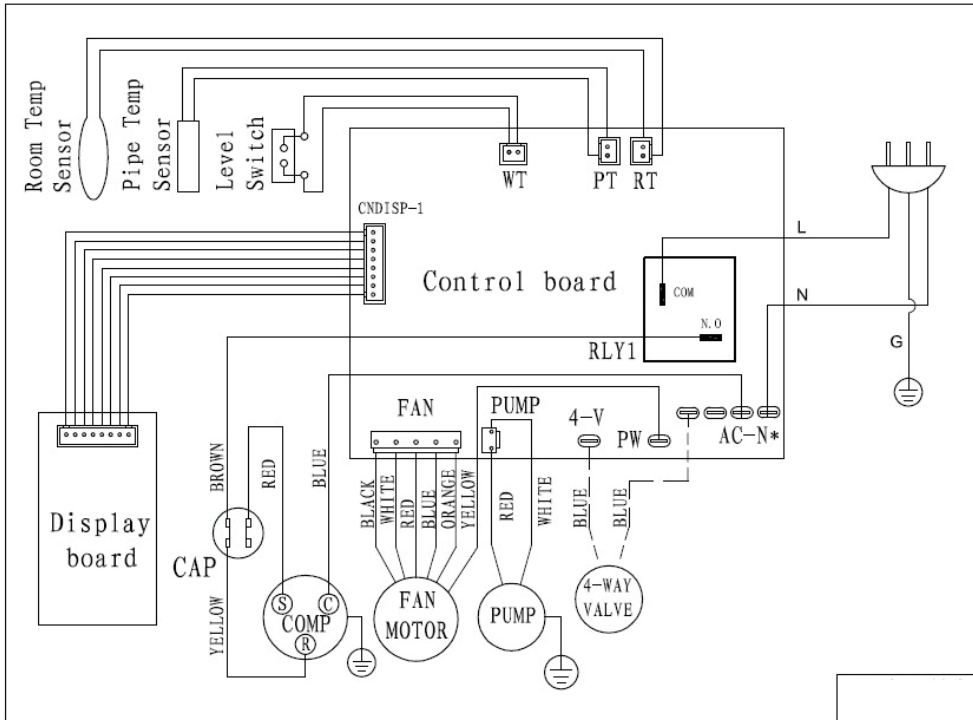 Room Temp
Sensor
Pipe Temp
Sensor
Level
Switch
WT
PT
RT
CNDISP-1
L
Control board
COM
N
N.O
RLY1
G
FAN
PUMP
4-V
PW
AC-N*
BROWN
RED
BLUE
BLACK
WHITE
RED
BLUE
ORANGE
YELLOW
RED
WHITE
BLUE
BLUE
Display
board
CAP
YELLOW
S
C
COMP
R
FAN
MOTOR
PUMP
4-WAY
VALVE